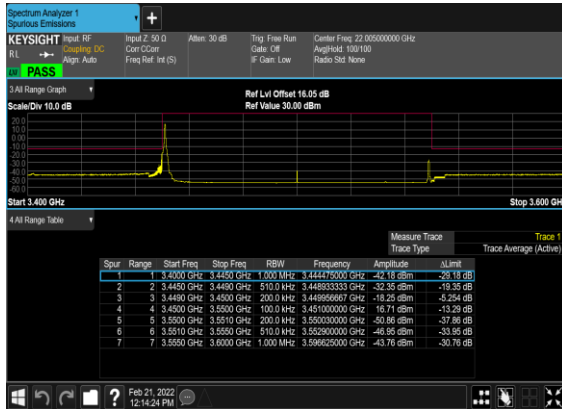 Spectrum Analyzer 1
Spurious Emissions
KEYSIGHT Input: RF Input Z: 50 Ω Atten: 30 dB Trig: Free Run Center Freq: 22.005000000 GHz
RL Coupling: DC Corr CCorr Gate: Off Avg|Hold: 100/100
Align: Auto Freq Ref: Int (S) IF Gain: Low Radio Std: None
PASS
3 All Range Graph
Ref Lvl Offset 16.05 dB
Scale/Div 10.0 dB Ref Value 30.00 dBm
20.0
10.0
0.00
-10.0
-20.0
-30.0
-40.0
-50.0
-60.0
Start 3.400 GHz Stop 3.600 GHz
4 All Range Table
Measure Trace Trace 1
Trace Type Trace Average (Active)
Spur Range Start Freq Stop Freq RBW Frequency Amplitude ΔLimit
1 1 3.4000 GHz 3.4450 GHz 1.000 MHz 3.444475000 GHz -42.18 dBm -29.18 dB
2 2 3.4450 GHz 3.4490 GHz 510.0 kHz 3.448933333 GHz -32.35 dBm -19.35 dB
3 3 3.4490 GHz 3.4500 GHz 200.0 kHz 3.449956667 GHz -18.25 dBm -5.254 dB
4 4 3.4500 GHz 3.5500 GHz 100.0 kHz 3.451000000 GHz 16.71 dBm -13.29 dB
5 5 3.5500 GHz 3.5510 GHz 200.0 kHz 3.550030000 GHz -50.86 dBm -37.86 dB
6 6 3.5510 GHz 3.5550 GHz 510.0 kHz 3.552900000 GHz -46.95 dBm -33.95 dB
7 7 3.5550 GHz 3.6000 GHz 1.000 MHz 3.596625000 GHz -43.76 dBm -30.76 dB
Feb 21, 2022
12:14:24 PM